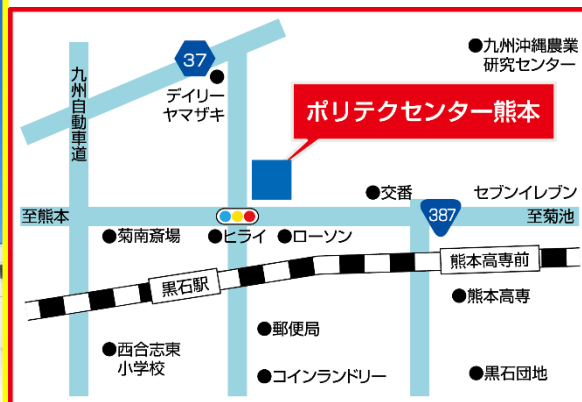 九州自動車道
37
デイリー
ヤマザキ
九州沖縄農業
研究センター
ポリテクセンター熊本
交番
セブンイレブン
至熊本
387
至菊池
菊南斎場
ヒライ
ローソン
黒石駅
熊本高専前
熊本高専
郵便局
西合志東
小学校
コインランドリー
黒石団地